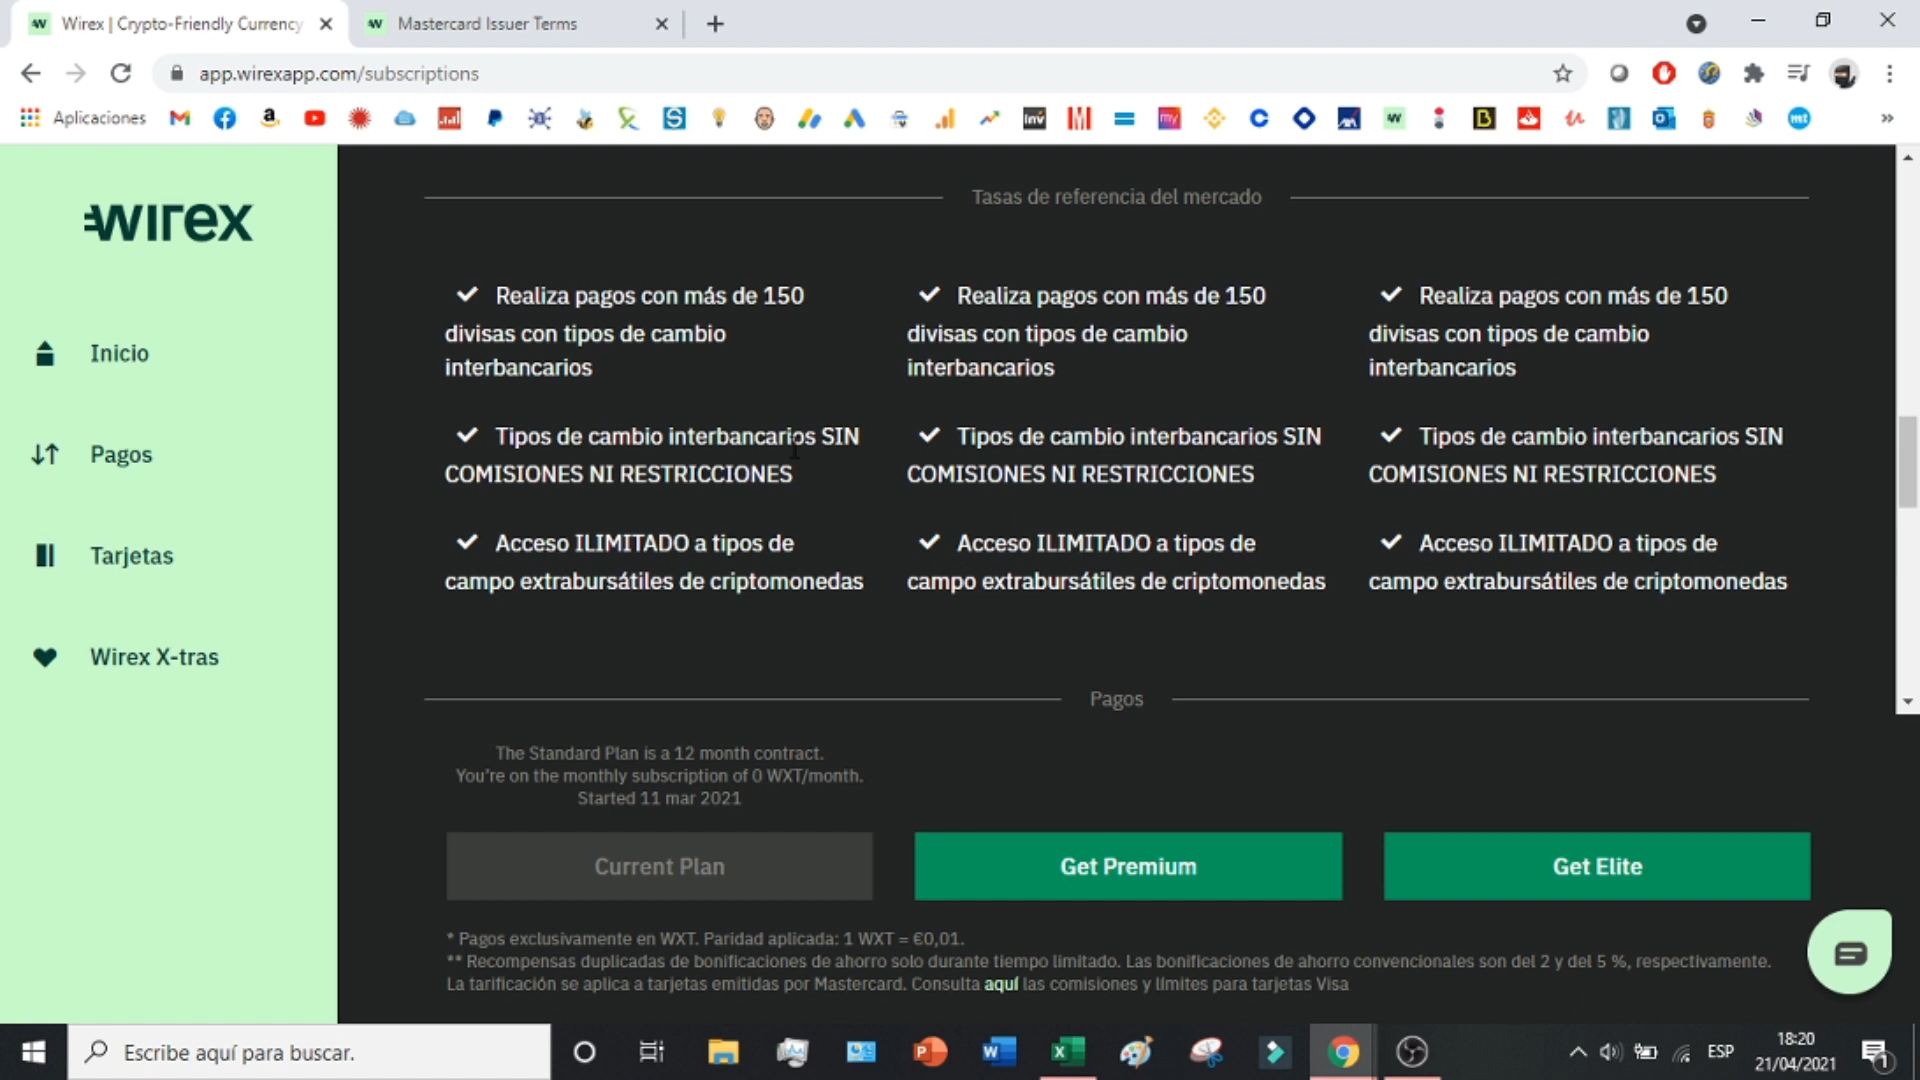 Wirex | Crypto-Friendly Currency
Mastercard Issuer Terms
app.wirexapp.com/subscriptions
Aplicaciones
wirex
Inicio
Pagos
Tarjetas
Wirex X-tras
Tasas de referencia del mercado
Realiza pagos con más de 150
divisas con tipos de cambio
interbancarios
Tipos de cambio interbancarios SIN
COMISIONES NI RESTRICCIONES
Acceso ILIMITADO a tipos de
campo extrabursátiles de criptomonedas
Realiza pagos con más de 150
divisas con tipos de cambio
interbancarios
Tipos de cambio interbancarios SIN
COMISIONES NI RESTRICCIONES
Acceso ILIMITADO a tipos de
campo extrabursátiles de criptomonedas
Realiza pagos con más de 150
divisas con tipos de cambio
interbancarios
Tipos de cambio interbancarios SIN
COMISIONES NI RESTRICCIONES
Acceso ILIMITADO a tipos de
campo extrabursátiles de criptomonedas
Pagos
The Standard Plan is a 12 month contract.
You're on the monthly subscription of 0 WXT/month.
Started 11 mar 2021
Current Plan
Get Premium
Get Elite
* Pagos exclusivamente en WXT. Paridad aplicada: 1 WXT = €0,01.
** Recompensas duplicadas de bonificaciones de ahorro solo durante tiempo limitado. Las bonificaciones de ahorro convencionales son del 2 y del 5 %, respectivamente.
La tarificación se aplica a tarjetas emitidas por Mastercard. Consulta aquí las comisiones y límites para tarjetas Visa
Escribe aquí para buscar.
ESP
18:20
21/04/2021
1